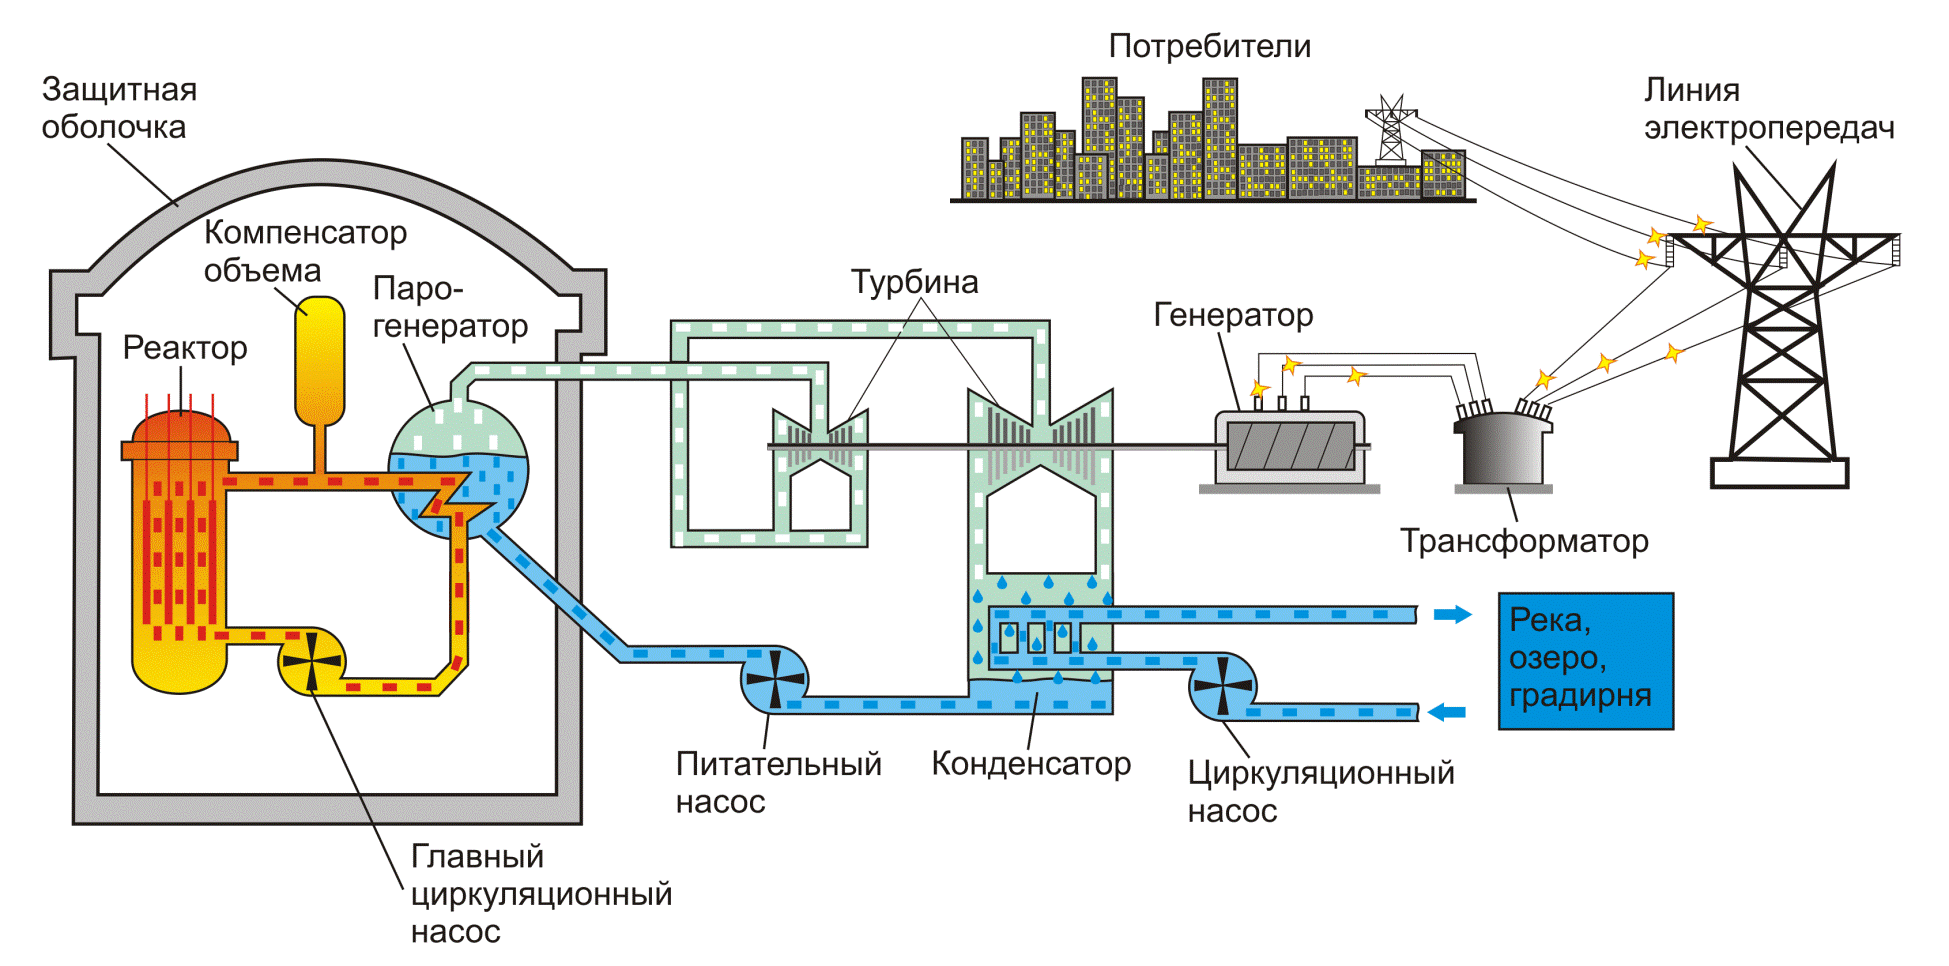 Потребители
Защитная
оболочка
Линия
электропередач
Компенсатор
объема
Паро-
генератор
Турбина
Генератор
Реактор
Трансформатор
Река,
озеро,
градирня
Питательный
насос
Конденсатор
Циркуляционный
насос
Главный
циркуляционный
насос